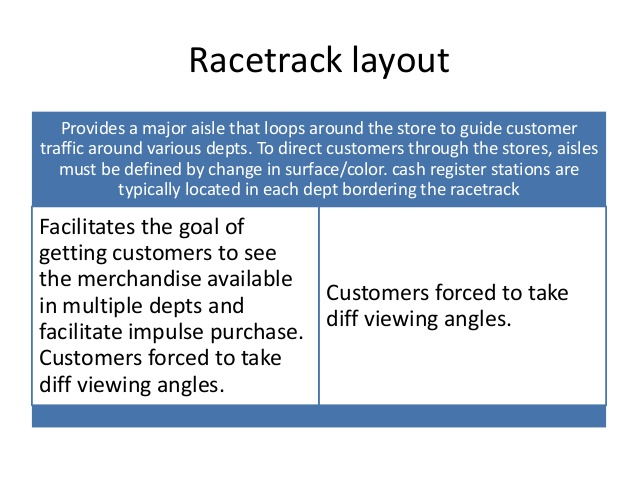 Racetrack layout
Provides a major aisle that loops around the store to guide customer
traffic around various depts. To direct customers through the stores, aisles
must be defined by change in surface/color. cash register stations are
typically located in each dept bordering the racetrack
Facilitates the goal of
getting customers to see
the merchandise available
in multiple depts and
facilitate impulse purchase.
Customers forced to take
diff viewing angles.
Customers forced to take
diff viewing angles.